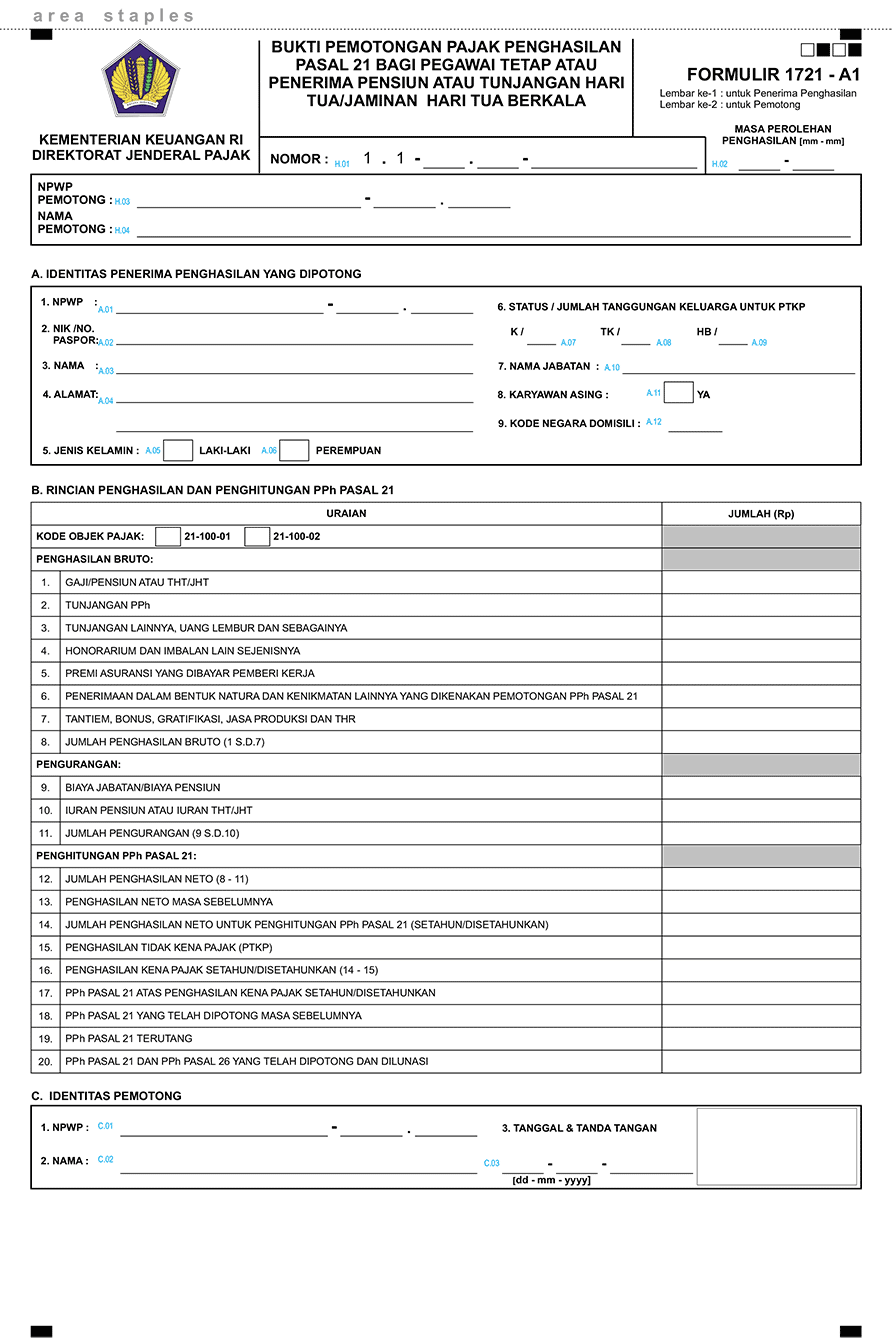 area staples
BUKTI PEMOTONGAN PAJAK PENGHASILAN
PASAL 21 BAGI PEGAWAI TETAP ATAU
PENERIMA PENSIUN ATAU TUNJANGAN HARI
TUA/JAMINAN HARI TUA BERKALA
FORMULIR 1721 - A1
Lembar ke-1 : untuk Penerima Penghasilan
Lembar ke-2 : untuk Pemotong
KEMENTERIAN KEUANGAN RI
DIREKTORAT JENDERAL PAJAK
NOMOR : H.01 1 . 1 - . -
MASA PEROLEHAN
PENGHASILAN [mm - mm]
H.02 -
NPWP
PEMOTONG : H.03 - .
NAMA
PEMOTONG : H.04
A. IDENTITAS PENERIMA PENGHASILAN YANG DIPOTONG
1. NPWP : A.01 - .
2. NIK /NO.
PASPOR: A.02
3. NAMA : A.03
4. ALAMAT: A.04
5. JENIS KELAMIN : A.05 LAKI-LAKI A.06 PEREMPUAN
6. STATUS / JUMLAH TANGGUNGAN KELUARGA UNTUK PTKP
K / A.07 TK / A.08 HB / A.09
7. NAMA JABATAN : A.10
8. KARYAWAN ASING : A.11 YA
9. KODE NEGARA DOMISILI : A.12
B. RINCIAN PENGHASILAN DAN PENGHITUNGAN PPh PASAL 21
URAIAN JUMLAH (Rp)
KODE OBJEK PAJAK: 21-100-01 21-100-02
PENGHASILAN BRUTO:
1. GAJI/PENSIUN ATAU THT/JHT
2. TUNJANGAN PPh
3. TUNJANGAN LAINNYA, UANG LEMBUR DAN SEBAGAINYA
4. HONORARIUM DAN IMBALAN LAIN SEJENISNYA
5. PREMI ASURANSI YANG DIBAYAR PEMBERI KERJA
6. PENERIMAAN DALAM BENTUK NATURA DAN KENIKMATAN LAINNYA YANG DIKENAKAN PEMOTONGAN PPh PASAL 21
7. TANTIEM, BONUS, GRATIFIKASI, JASA PRODUKSI DAN THR
8. JUMLAH PENGHASILAN BRUTO (1 S.D.7)
PENGURANGAN:
9. BIAYA JABATAN/BIAYA PENSIUN
10. IURAN PENSIUN ATAU IURAN THT/JHT
11. JUMLAH PENGURANGAN (9 S.D.10)
PENGHITUNGAN PPh PASAL 21:
12. JUMLAH PENGHASILAN NETO (8 - 11)
13. PENGHASILAN NETO MASA SEBELUMNYA
14. JUMLAH PENGHASILAN NETO UNTUK PENGHITUNGAN PPh PASAL 21 (SETAHUN/DISETAHUNKAN)
15. PENGHASILAN TIDAK KENA PAJAK (PTKP)
16. PENGHASILAN KENA PAJAK SETAHUN/DISETAHUNKAN (14 - 15)
17. PPh PASAL 21 ATAS PENGHASILAN KENA PAJAK SETAHUN/DISETAHUNKAN
18. PPh PASAL 21 YANG TELAH DIPOTONG MASA SEBELUMNYA
19. PPh PASAL 21 TERUTANG
20. PPh PASAL 21 DAN PPh PASAL 26 YANG TELAH DIPOTONG DAN DILUNASI
C. IDENTITAS PEMOTONG
1. NPWP : C.01 - .
2. NAMA : C.02
3. TANGGAL & TANDA TANGAN
C.03 - -
[dd - mm - yyyy]